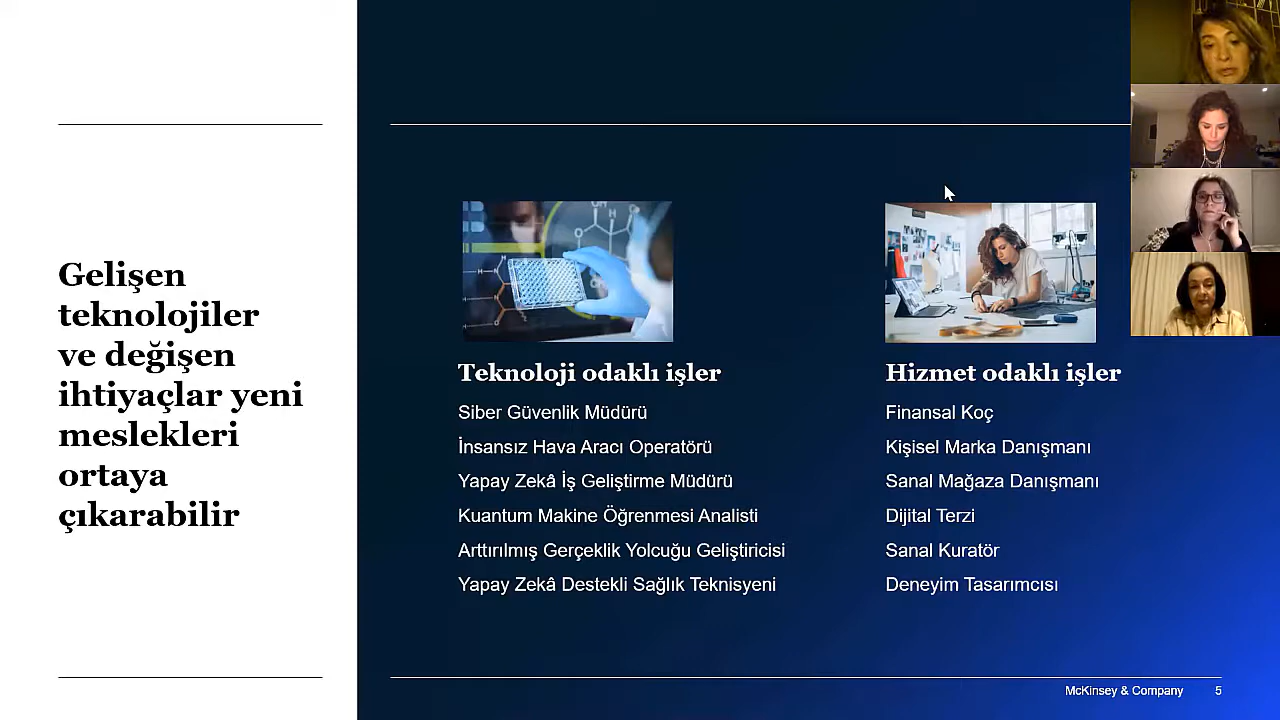 Gelişen
teknolojiler
ve değişen
ihtiyaçlar yeni
meslekleri
ortaya
çıkarabilir
Teknoloji odaklı işler
Siber Güvenlik Müdürü
İnsansız Hava Aracı Operatörü
Yapay Zekâ İş Geliştirme Müdürü
Kuantum Makine Öğrenmesi Analisti
Arttırılmış Gerçeklik Yolcuğu Geliştiricisi
Yapay Zekâ Destekli Sağlık Teknisyeni
Hizmet odaklı işler
Finansal Koç
Kişisel Marka Danışmanı
Sanal Mağaza Danışmanı
Dijital Terzi
Sanal Kuratör
Deneyim Tasarımcısı
McKinsey & Company 5